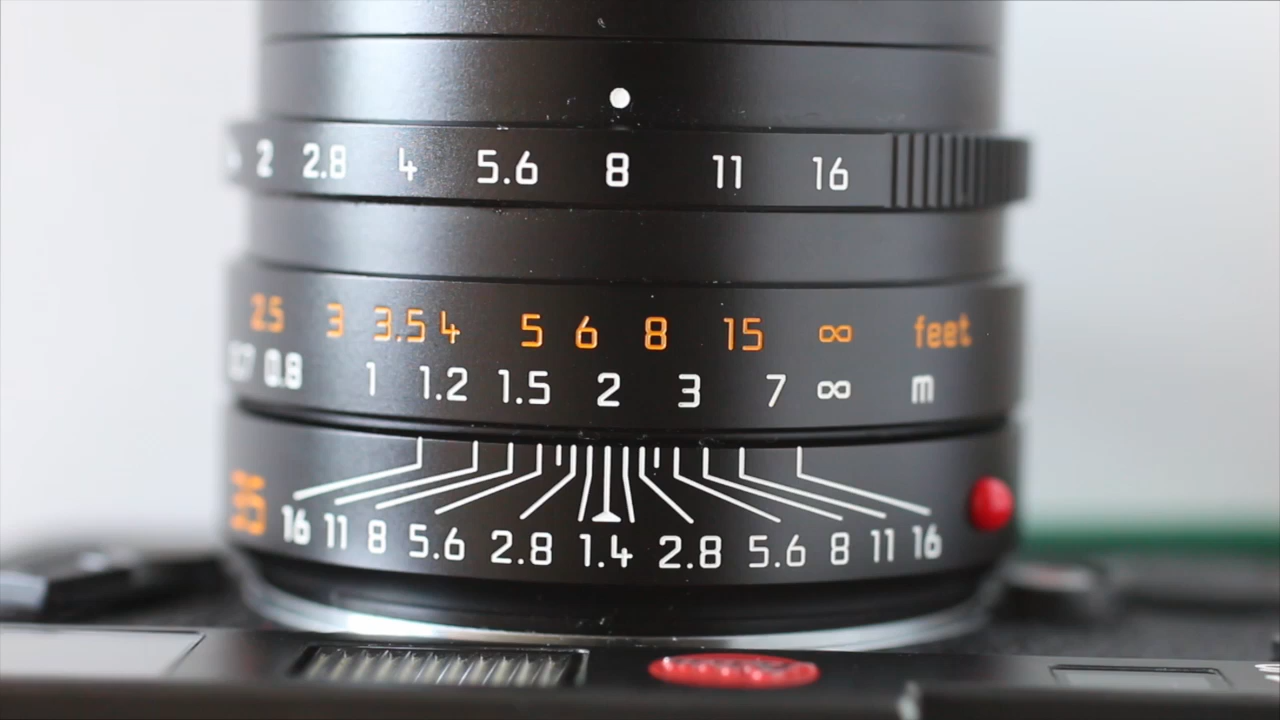 2 2.8 4 5.6 8 11 16
2.5 3 3.5 4 5 6 8 15 ∞ feet
0.7 0.8 1 1.2 1.5 2 3 7 ∞ m
16 11 8 5.6 2.8 1.4 2.8 5.6 8 11 16